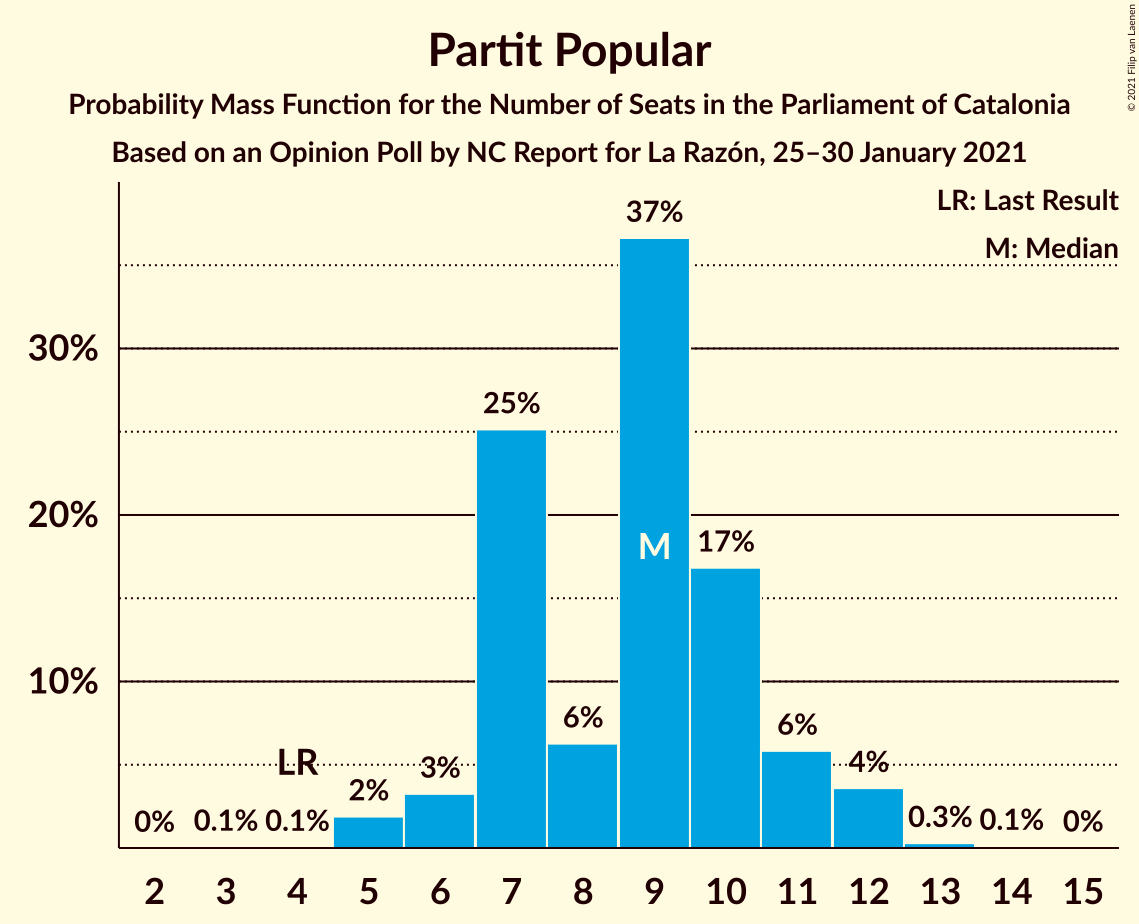 Partit Popular
Probability Mass Function for the Number of Seats in the Parliament of Catalonia
Based on an Opinion Poll by NC Report for La Razón, 25–30 January 2021
© 2021 Filip van Laenen
LR: Last Result
M: Median
37%
30%
25%
20%
M
17%
10%
6%
6%
LR
3%
4%
2%
0% 0.1% 0.1% 0.3% 0.1% 0%
2 3 4 5 6 7 8 9 10 11 12 13 14 15